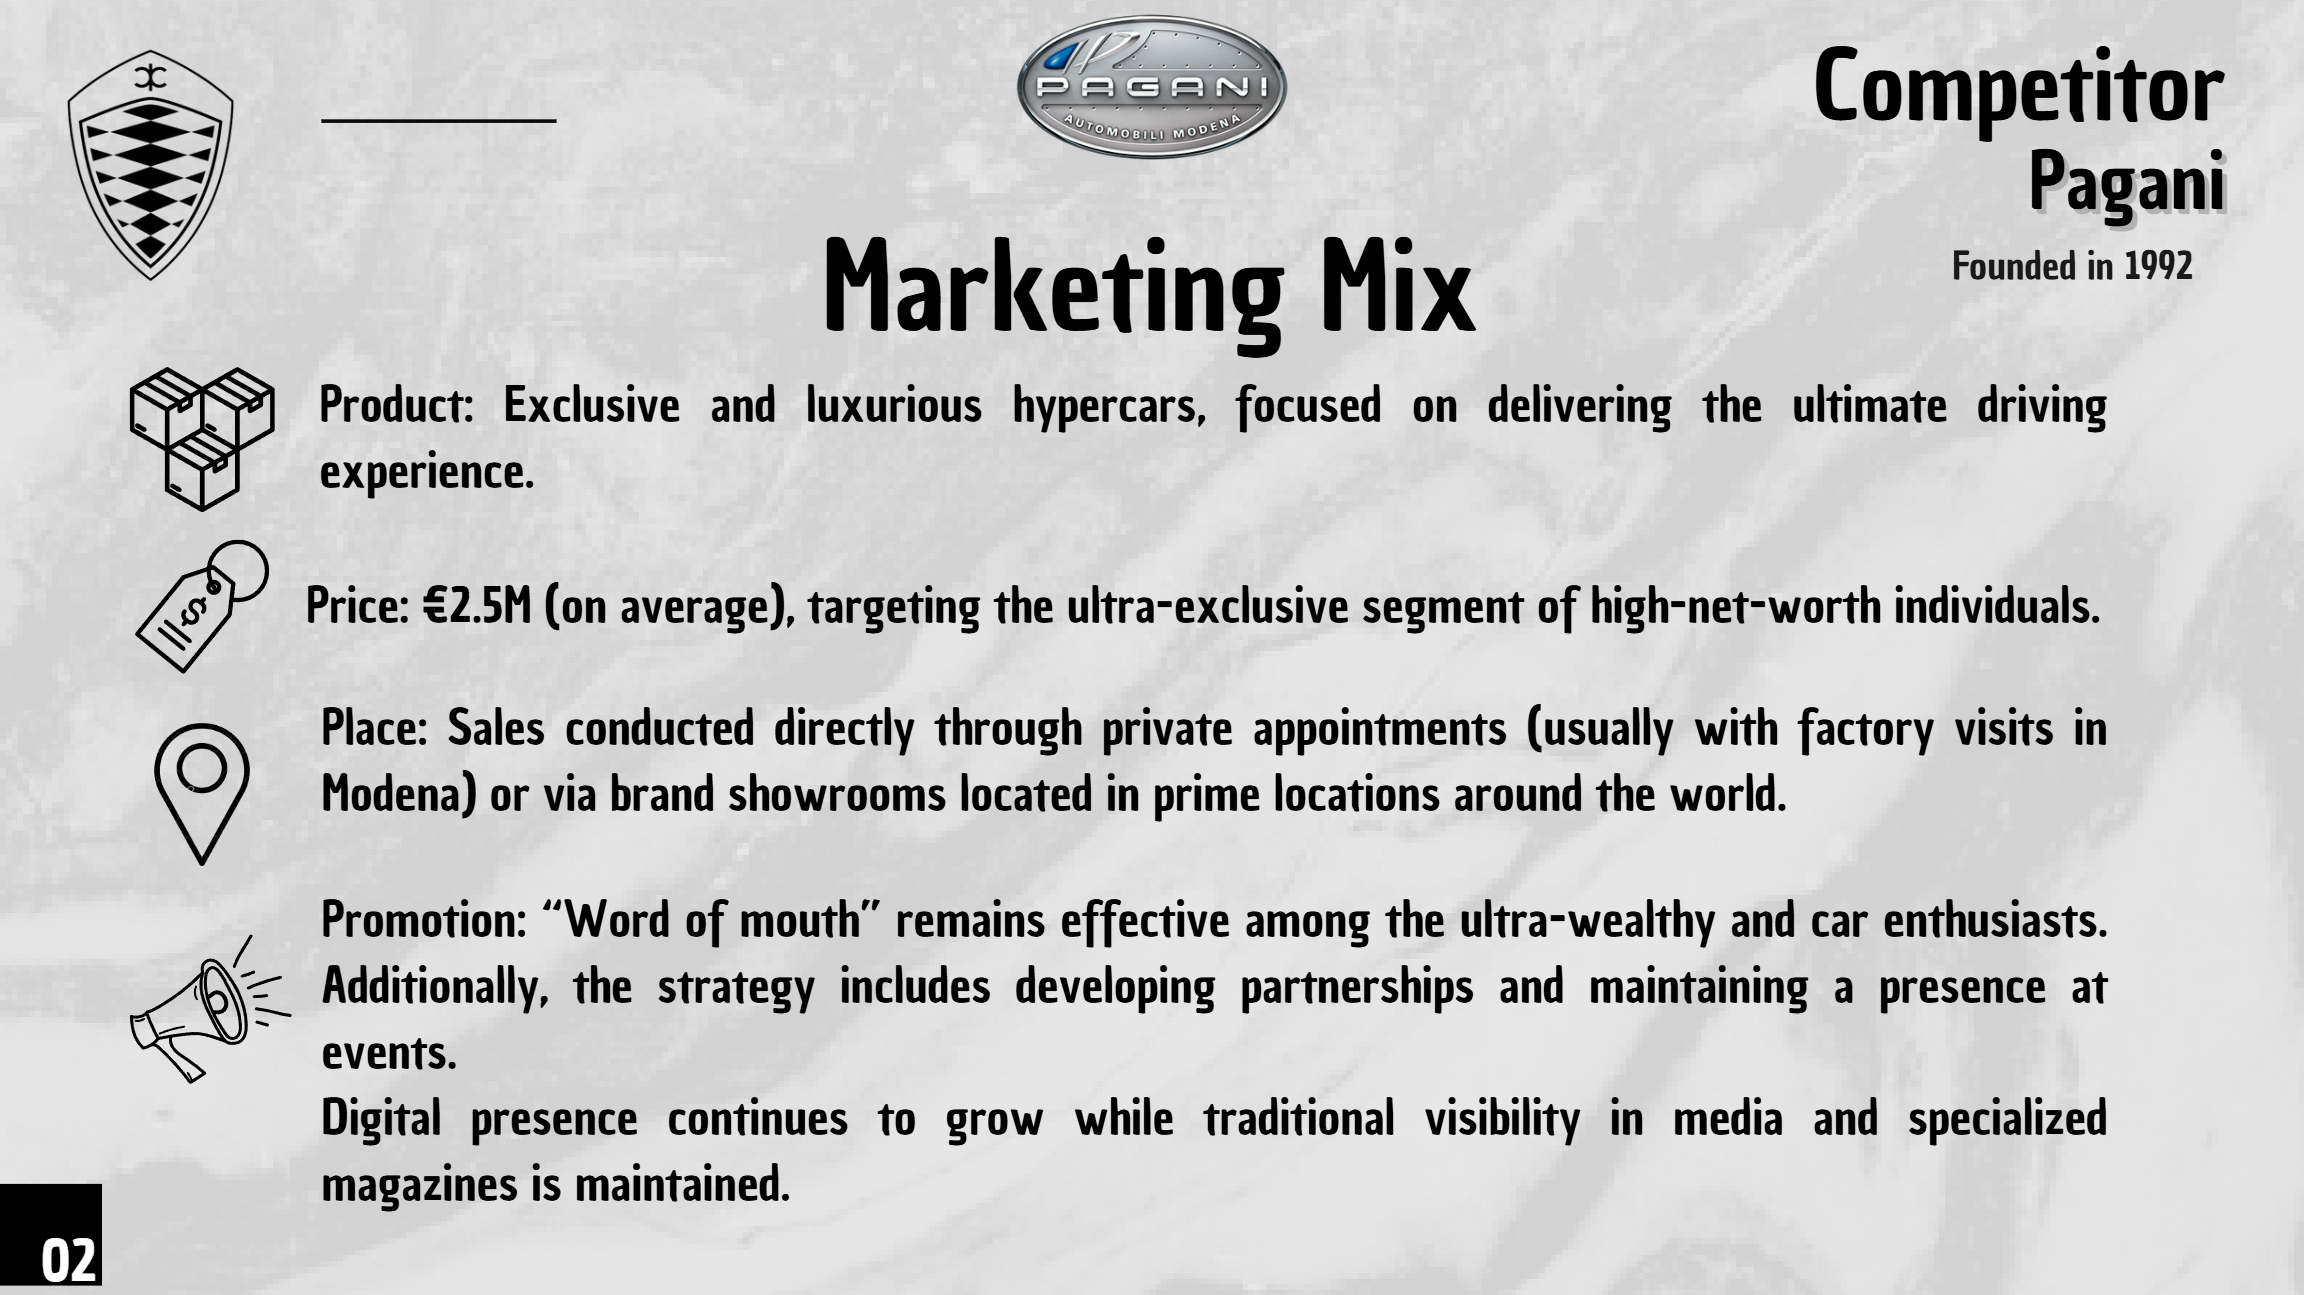 PAGANI
AUTOMOBILI MODENA
Competitor
Pagani
Founded in 1992
Marketing Mix
Product: Exclusive and luxurious hypercars, focused on delivering the ultimate driving
experience.
$
Price: €2.5M (on average), targeting the ultra-exclusive segment of high-net-worth individuals.
Place: Sales conducted directly through private appointments (usually with factory visits in
Modena) or via brand showrooms located in prime locations around the world.
Promotion: “Word of mouth” remains effective among the ultra-wealthy and car enthusiasts.
Additionally, the strategy includes developing partnerships and maintaining a presence at
events.
Digital presence continues to grow while traditional visibility in media and specialized
magazines is maintained.
02